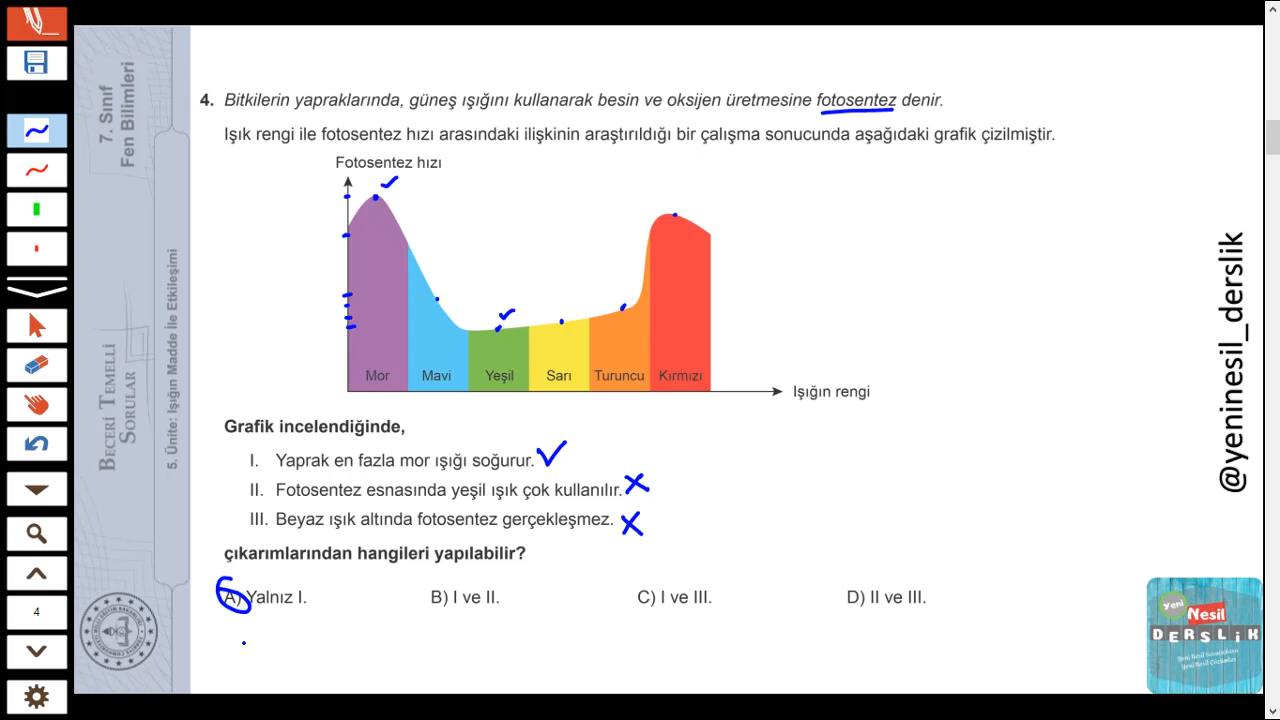 7. Sınıf
Fen Bilimleri
5. Ünite: Işığın Madde İle Etkileşimi
BECERİ TEMELLİ
SORULAR
4. Bitkilerin yapraklarında, güneş ışığını kullanarak besin ve oksijen üretmesine fotosentez denir.
Işık rengi ile fotosentez hızı arasındaki ilişkinin araştırıldığı bir çalışma sonucunda aşağıdaki grafik çizilmiştir.
Fotosentez hızı
Mor Mavi Yeşil Sarı Turuncu Kırmızı
Işığın rengi
Grafik incelendiğinde,
I. Yaprak en fazla mor ışığı soğurur.
II. Fotosentez esnasında yeşil ışık çok kullanılır.
III. Beyaz ışık altında fotosentez gerçekleşmez.
çıkarımlarından hangileri yapılabilir?
A) Yalnız I. B) I ve II. C) I ve III. D) II ve III.
4
@yeninesil_derslik
Yeni
Nesil
DERSLiK